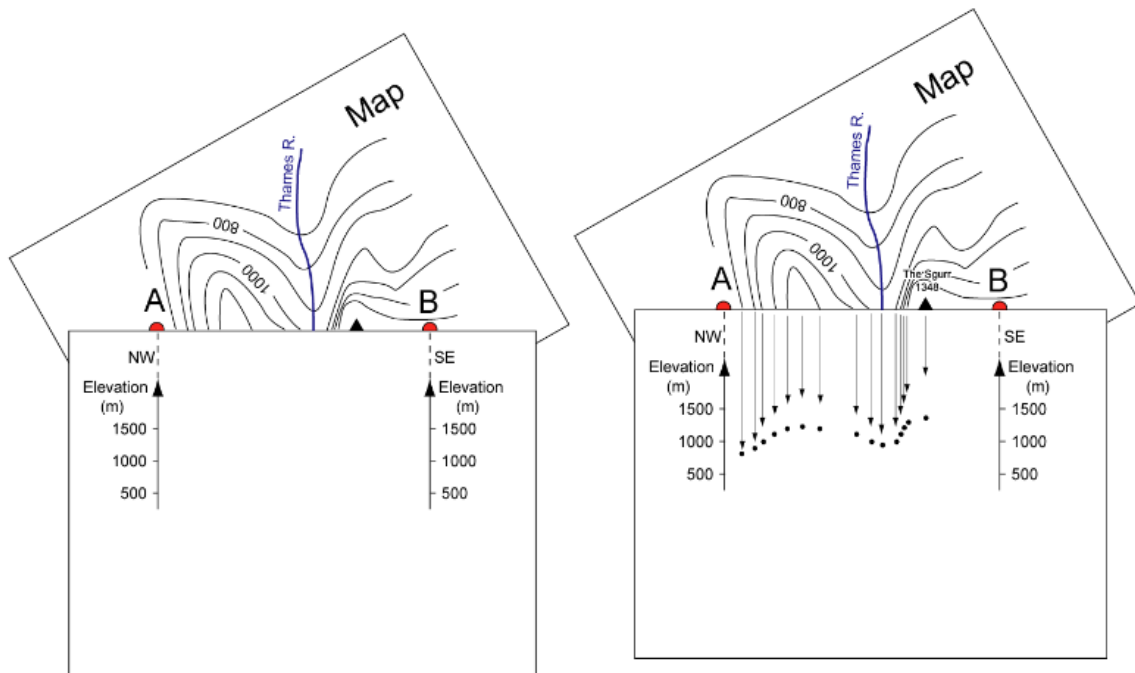 Map
Thames R.
800
1000
A
B
NW
SE
Elevation
(m)
1500
1000
500
Elevation
(m)
1500
1000
500
Map
Thames R.
800
1000
The Sgurr
1348
A
B
NW
SE
Elevation
(m)
1500
1000
500
Elevation
(m)
1500
1000
500